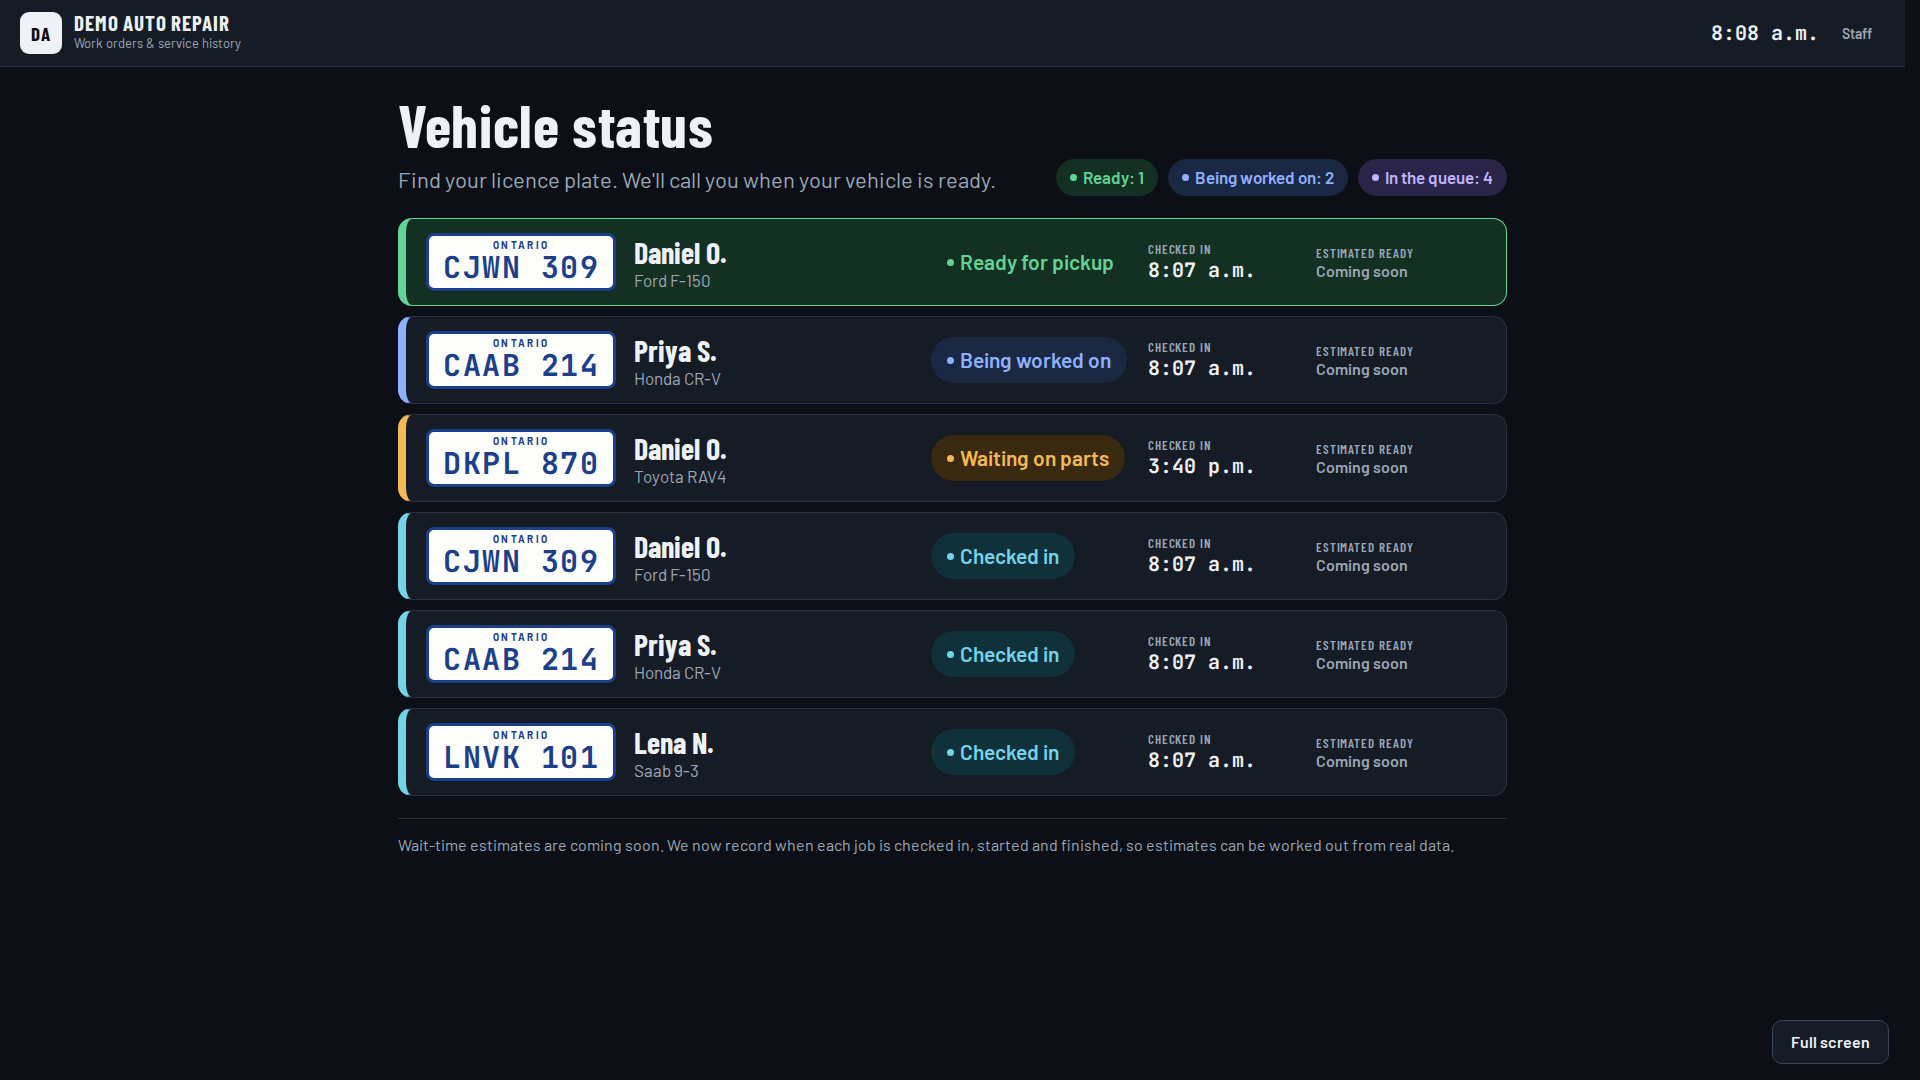 DA
DEMO AUTO REPAIR
Work orders & service history
8:08 a.m.
Staff
Vehicle status
Find your licence plate. We'll call you when your vehicle is ready.
Ready: 1
Being worked on: 2
In the queue: 4
ONTARIO
CJWN 309
Daniel O.
Ford F-150
Ready for pickup
CHECKED IN
8:07 a.m.
ESTIMATED READY
Coming soon
ONTARIO
CAAB 214
Priya S.
Honda CR-V
Being worked on
CHECKED IN
8:07 a.m.
ESTIMATED READY
Coming soon
ONTARIO
DKPL 870
Daniel O.
Toyota RAV4
Waiting on parts
CHECKED IN
3:40 p.m.
ESTIMATED READY
Coming soon
ONTARIO
CJWN 309
Daniel O.
Ford F-150
Checked in
CHECKED IN
8:07 a.m.
ESTIMATED READY
Coming soon
ONTARIO
CAAB 214
Priya S.
Honda CR-V
Checked in
CHECKED IN
8:07 a.m.
ESTIMATED READY
Coming soon
ONTARIO
LNVK 101
Lena N.
Saab 9-3
Checked in
CHECKED IN
8:07 a.m.
ESTIMATED READY
Coming soon
Wait-time estimates are coming soon. We now record when each job is checked in, started and finished, so estimates can be worked out from real data.
Full screen